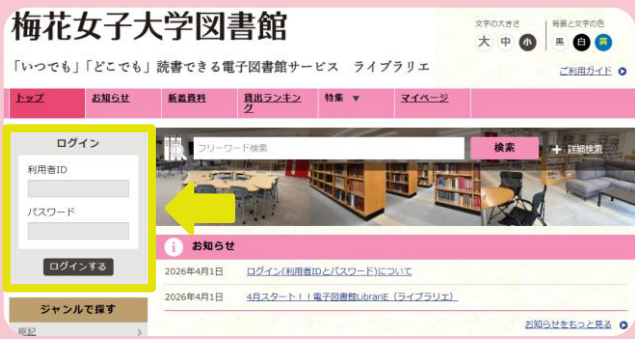 梅花女子大学図書館
文字の大きさ
大 中 小
背景と文字の色
黒 白 黄
「いつでも」「どこでも」読書できる電子図書館サービス ライブラリエ
ご利用ガイド
トップ お知らせ 新着資料 貸出ランキン
グ 特集 ▼ マイページ
ログイン
利用者ID
パスワード
ログインする
フリーワード検索 検索 + 詳細検索
お知らせ
2026年4月1日 ログイン(利用者IDとパスワード)について
2026年4月1日 4月スタート！！電子図書館LibrariE（ライブラリエ）
お知らせをもっと見る
ジャンルで探す
暗記